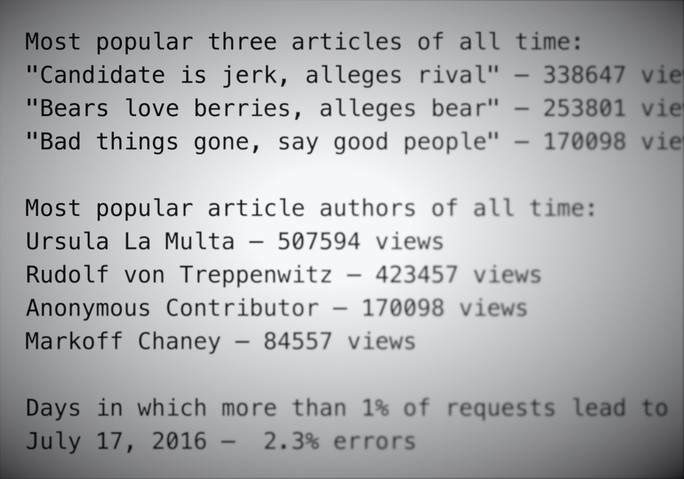 Most popular three articles of all time:
"Candidate is jerk, alleges rival" — 338647 vie
"Bears love berries, alleges bear" — 253801 vie
"Bad things gone, say good people" — 170098 vie
Most popular article authors of all time:
Ursula La Multa — 507594 views
Rudolf von Treppenwitz — 423457 views
Anonymous Contributor — 170098 views
Markoff Chaney — 84557 views
Days in which more than 1% of requests lead to
July 17, 2016 —  2.3% errors